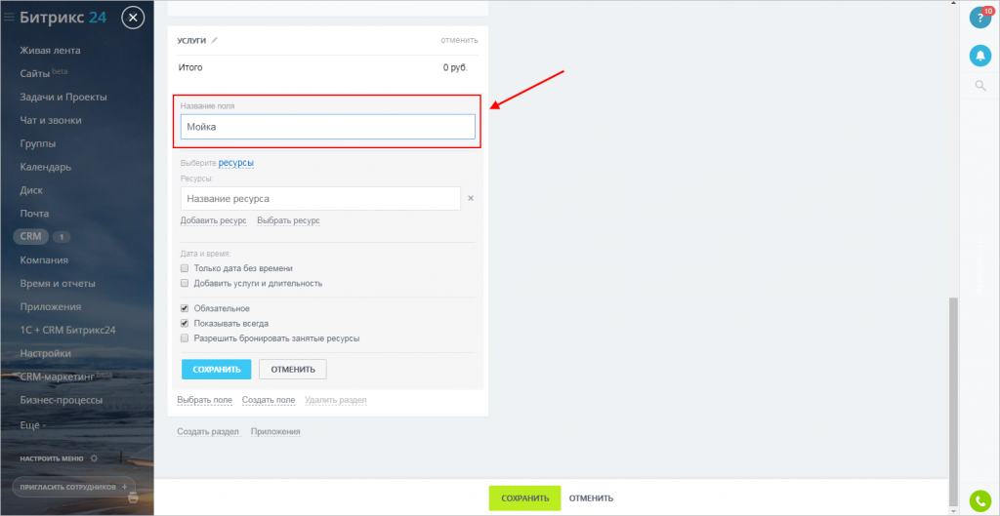 Битрикс 24
Живая лента
Сайты beta
Задачи и Проекты
Чат и звонки
Группы
Календарь
Диск
Почта
CRM 1
Компания
Время и отчеты
Приложения
1С + CRM Битрикс24
Настройки
CRM-маркетинг beta
Бизнес-процессы
Ещё -
НАСТРОИТЬ МЕНЮ
ПРИГЛАСИТЬ СОТРУДНИКОВ +
УСЛУГИ
отменить
Итого
0 руб.
Название поля
Мойка
Выберите ресурсы
Ресурсы:
Название ресурса
Добавить ресурс Выбрать ресурс
Дата и время:
Только дата без времени
Добавить услуги и длительность
Обязательное
Показывать всегда
Разрешить бронировать занятые ресурсы
СОХРАНИТЬ ОТМЕНИТЬ
Выбрать поле Создать поле Удалить раздел
Создать раздел Приложения
СОХРАНИТЬ ОТМЕНИТЬ
? 10